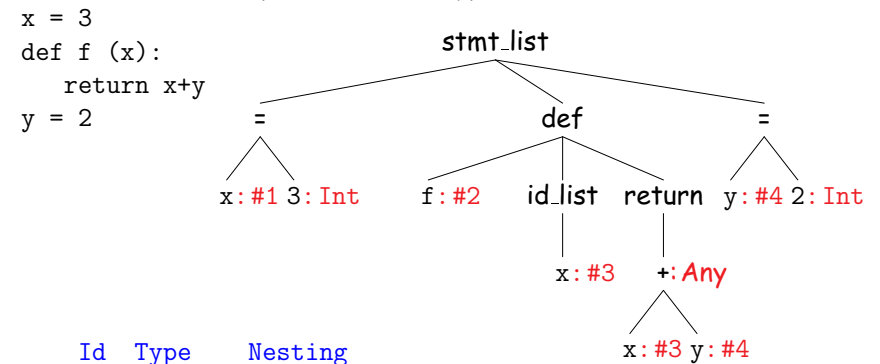 x = 3
def f (x):
return x+y
y = 2
stmt_list
= def =
x:#1 3:Int f:#2 id_list return y:#4 2:Int
x:#3 +:Any
x:#3 y:#4
Id Type Nesting